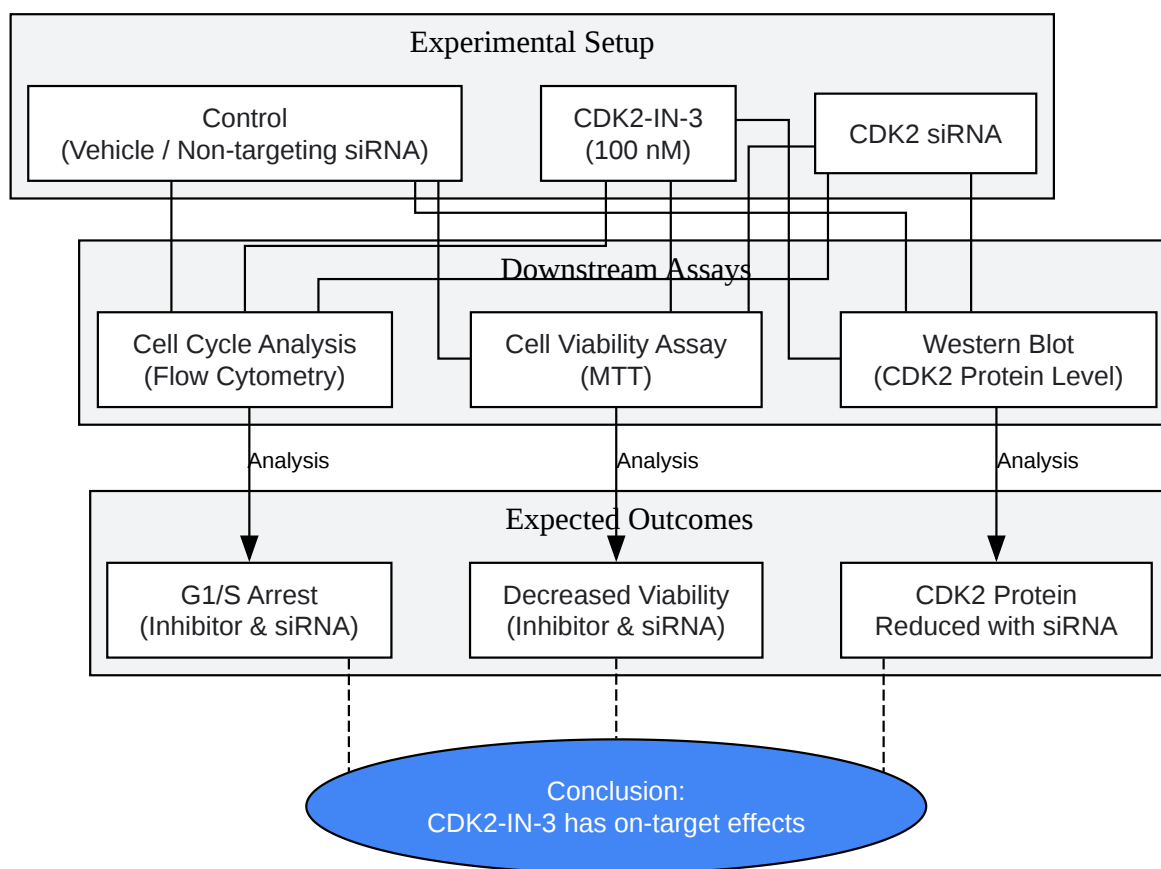 Experimental Setup
Control
(Vehicle / Non-targeting siRNA)
CDK2-IN-3
(100 nM)
CDK2 siRNA
Downstream Assays
Cell Cycle Analysis
(Flow Cytometry)
Cell Viability Assay
(MTT)
Western Blot
(CDK2 Protein Level)
Analysis
Analysis
Analysis
Expected Outcomes
G1/S Arrest
(Inhibitor & siRNA)
Decreased Viability
(Inhibitor & siRNA)
CDK2 Protein
Reduced with siRNA
Conclusion:
CDK2-IN-3 has on-target effects